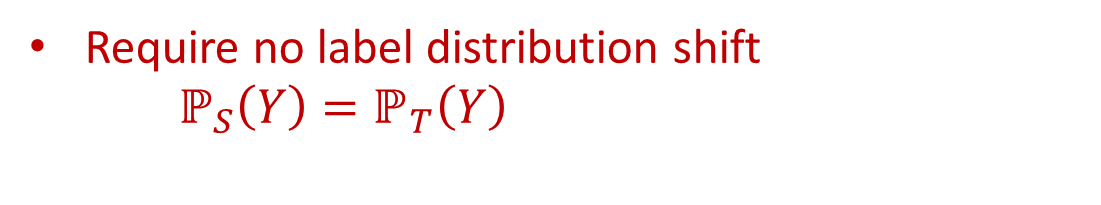 • Require no label distribution shift
ℙ_S(Y) = ℙ_T(Y)